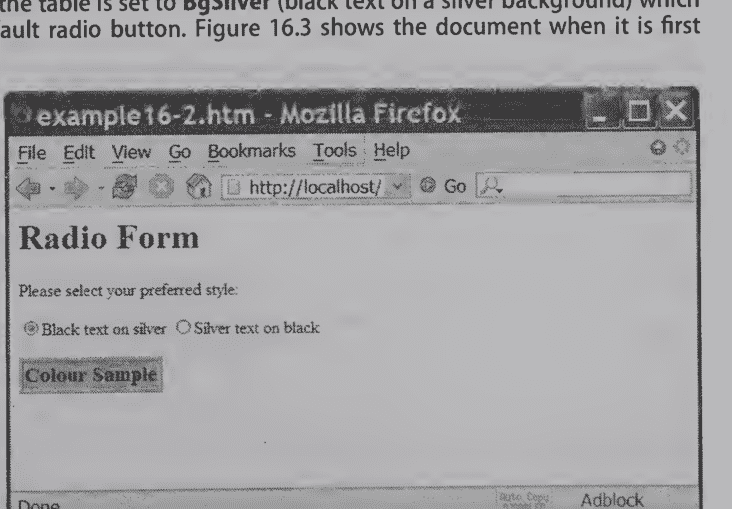 the table is set to BgSilver (black text on a silver background) which
ault radio button. Figure 16.3 shows the document when it is first
example16-2.htm - Mozilla Firefox
File Edit View Go Bookmarks Tools Help
http://localhost/ Go
Radio Form
Please select your preferred style:
Black text on silver Silver text on black
Colour Sample
Done Adblock